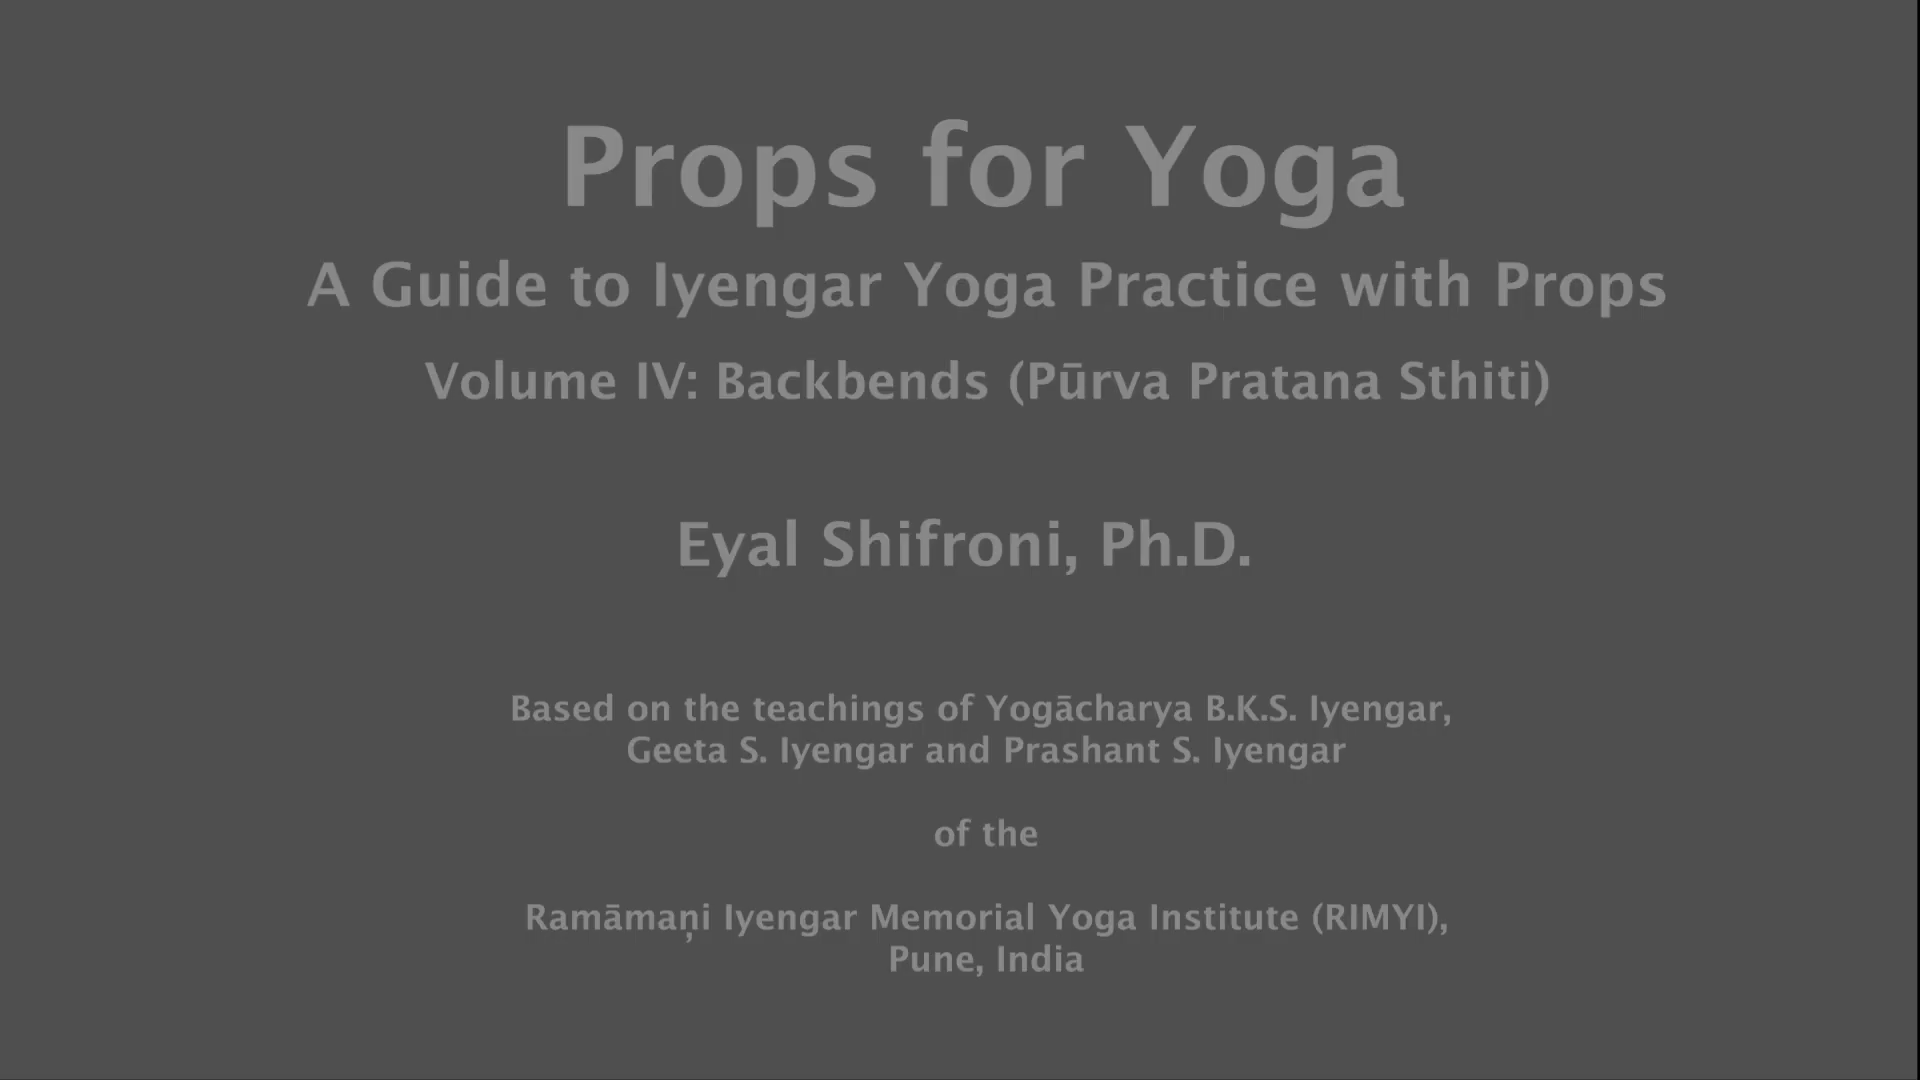 Props for Yoga
A Guide to Iyengar Yoga Practice with Props
Volume IV: Backbends (Pūrva Pratana Sthiti)
Eyal Shifroni, Ph.D.
Based on the teachings of Yogācharya B.K.S. Iyengar,
Geeta S. Iyengar and Prashant S. Iyengar
of the
Ramāmaṇi Iyengar Memorial Yoga Institute (RIMYI),
Pune, India